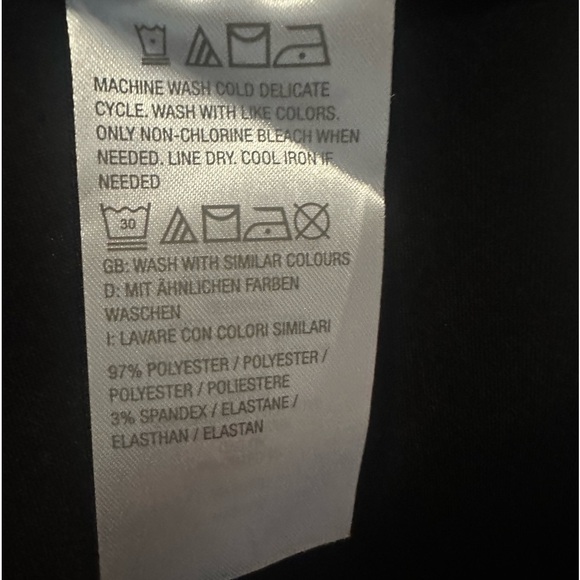 MACHINE WASH COLD DELICATE
CYCLE. WASH WITH LIKE COLORS.
ONLY NON-CHLORINE BLEACH WHEN
NEEDED. LINE DRY. COOL IRON IF
NEEDED
30
GB: WASH WITH SIMILAR COLOURS
D: MIT ÄHNLICHEN FARBEN
WASCHEN
I: LAVARE CON COLORI SIMILARI
97% POLYESTER / POLYESTER /
POLYESTER / POLIESTERE
3% SPANDEX / ELASTANE /
ELASTHAN / ELASTAN